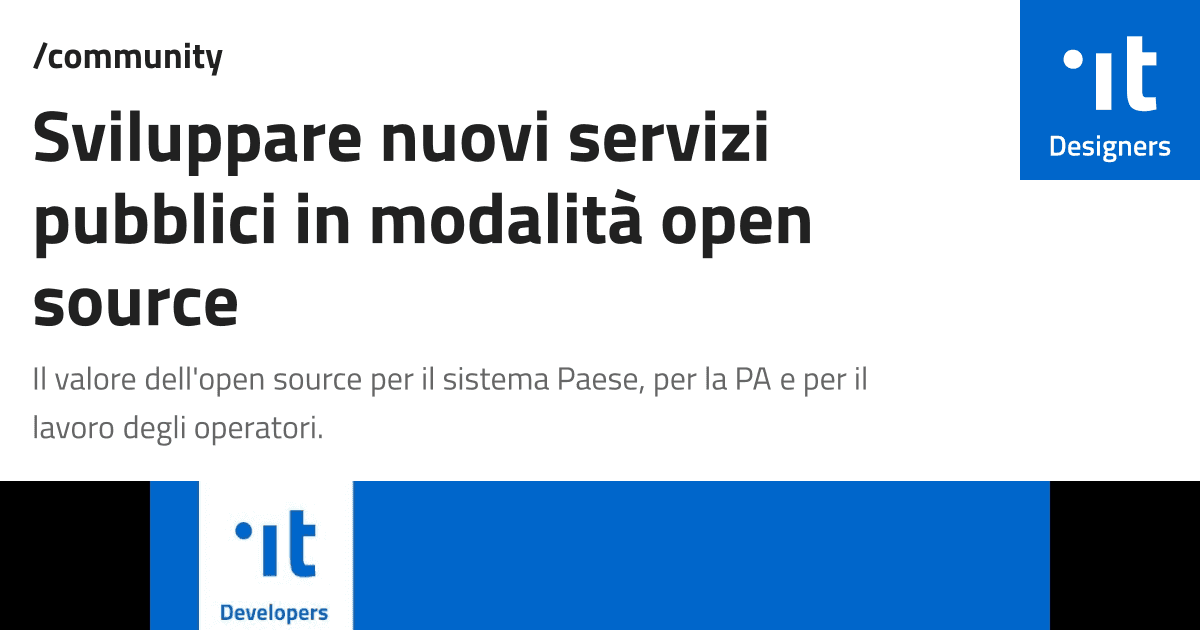 /community
Sviluppare nuovi servizi
pubblici in modalità open
source
Il valore dell'open source per il sistema Paese, per la PA e per il
lavoro degli operatori.
it
Designers
it
Developers